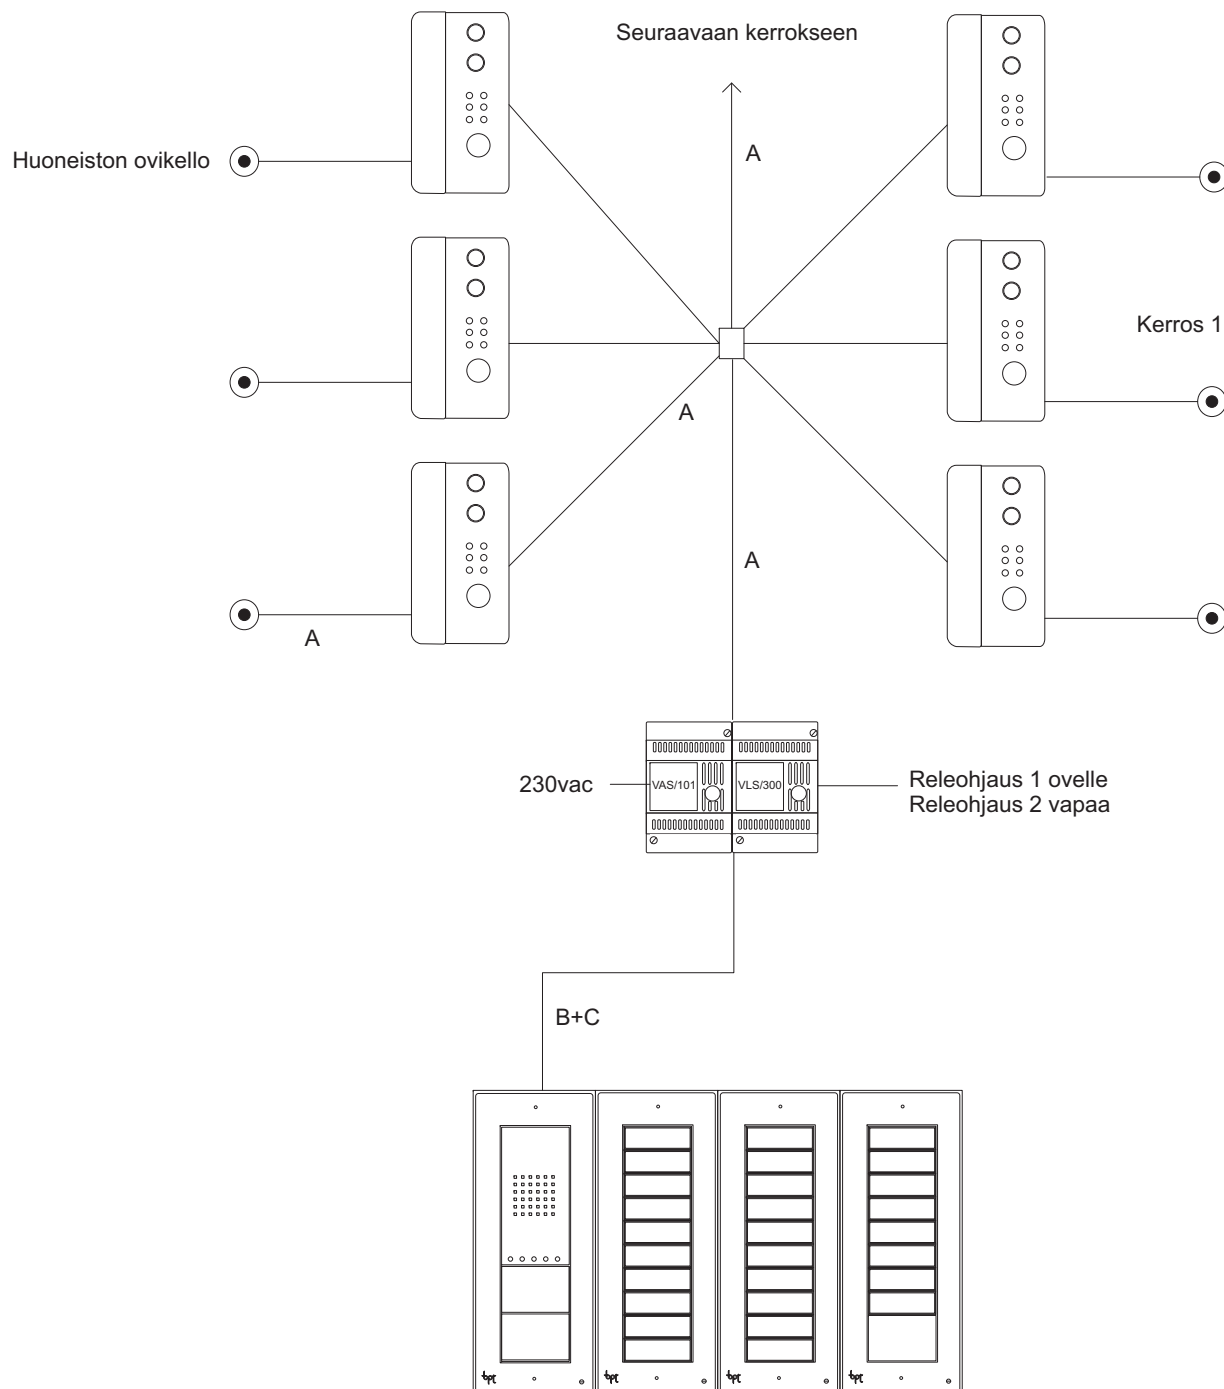 Seuraavaan kerrokseen
A
Huoneiston ovikello
Kerros 1
A
A
A
230vac
VAS/101
VLS/300
Releohjaus 1 ovelle
Releohjaus 2 vapaa
B+C
bpt
bpt
bpt
bpt